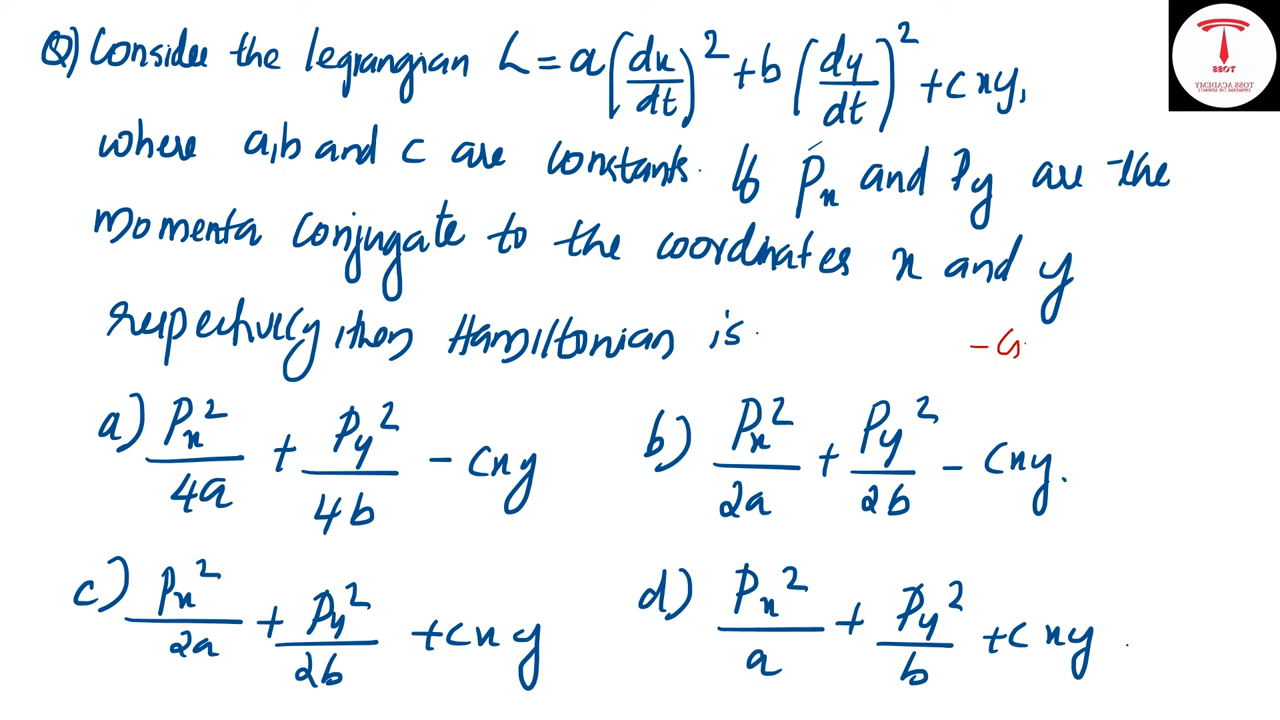 Q) Consider the legrangian L = a(dx/dt)² + b(dy/dt)² + cxy,
where a,b and c are constants. If Px and Py are the
momenta conjugate to the coordinates x and y
respectively, then Hamiltonian is.
a) Px²/4a + Py²/4b - cxy
b) Px²/2a + Py²/2b - cxy.
c) Px²/2a + Py²/2b + cxy
d) Px²/a + Py²/b + cxy.
TOSS
TOSS ACADEMY